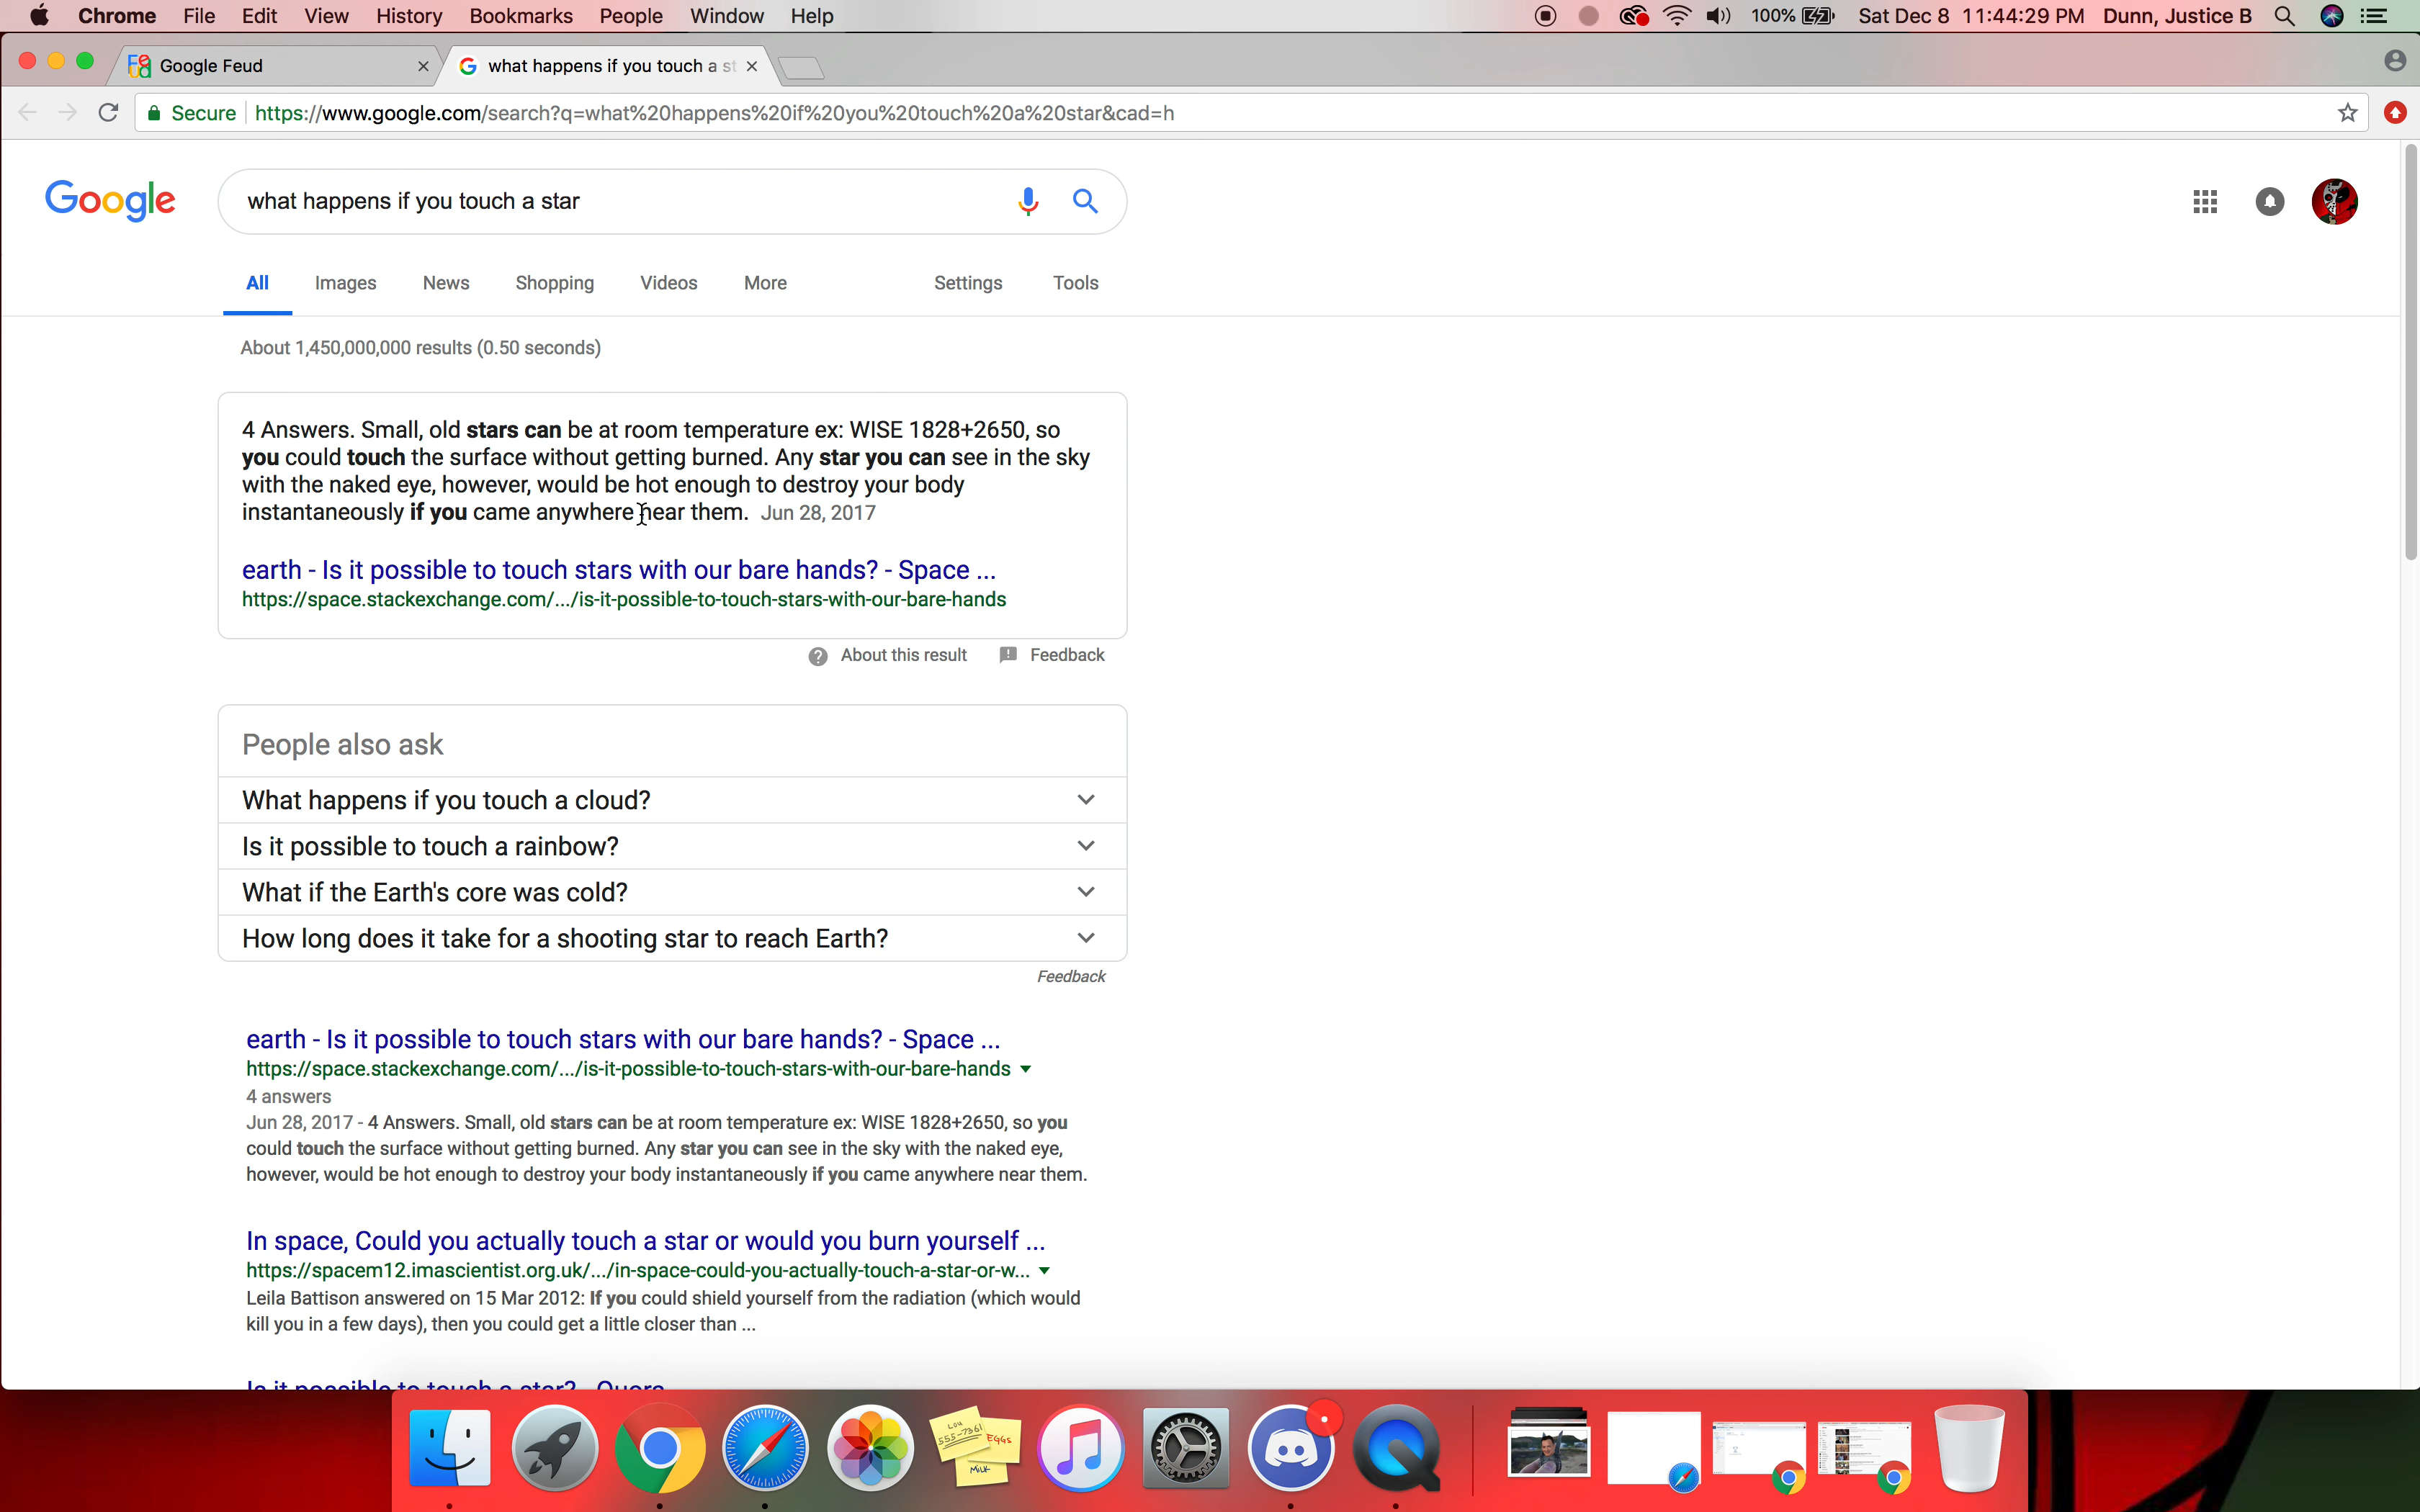 Chrome File Edit View History Bookmarks People Window Help 100% Sat Dec 8 11:44:29 PM Dunn, Justice B
Google Feud what happens if you touch a st
Secure https://www.google.com/search?q=what%20happens%20if%20you%20touch%20a%20star&cad=h
Google what happens if you touch a star
All Images News Shopping Videos More Settings Tools
About 1,450,000,000 results (0.50 seconds)
4 Answers. Small, old stars can be at room temperature ex: WISE 1828+2650, so
you could touch the surface without getting burned. Any star you can see in the sky
with the naked eye, however, would be hot enough to destroy your body
instantaneously if you came anywhere near them. Jun 28, 2017
earth - Is it possible to touch stars with our bare hands? - Space ...
https://space.stackexchange.com/.../is-it-possible-to-touch-stars-with-our-bare-hands
About this result Feedback
People also ask
What happens if you touch a cloud?
Is it possible to touch a rainbow?
What if the Earth's core was cold?
How long does it take for a shooting star to reach Earth?
Feedback
earth - Is it possible to touch stars with our bare hands? - Space ...
https://space.stackexchange.com/.../is-it-possible-to-touch-stars-with-our-bare-hands
4 answers
Jun 28, 2017 - 4 Answers. Small, old stars can be at room temperature ex: WISE 1828+2650, so you
could touch the surface without getting burned. Any star you can see in the sky with the naked eye,
however, would be hot enough to destroy your body instantaneously if you came anywhere near them.
In space, Could you actually touch a star or would you burn yourself ...
https://spacem12.imascientist.org.uk/.../in-space-could-you-actually-touch-a-star-or-w...
Leila Battison answered on 15 Mar 2012: If you could shield yourself from the radiation (which would
kill you in a few days), then you could get a little closer than ...
Is it possible to touch a star? - Quora
LOU
555-7361
EGGS
MILK